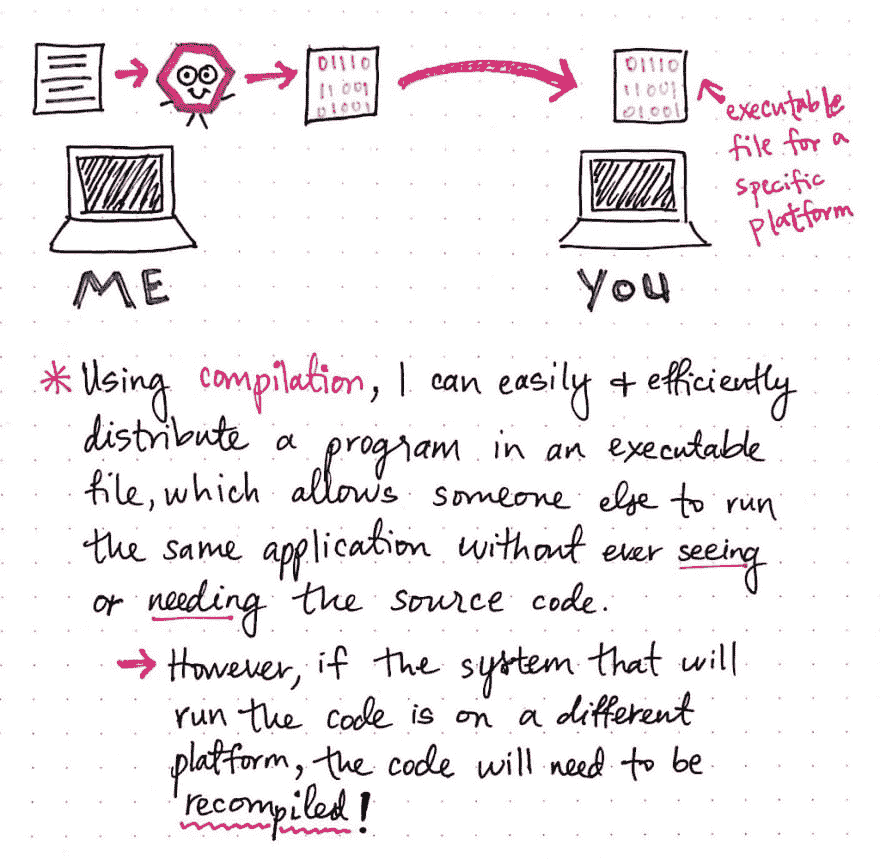 01110
11001
01001
01110
11001
01001
executable
file for a
specific
platform
ME
YOU
* Using compilation, I can easily + efficiently
distribute a program in an executable
file, which allows someone else to run
the same application without ever seeing
or needing the source code.
→ However, if the system that will
run the code is on a different
platform, the code will need to be
recompiled!